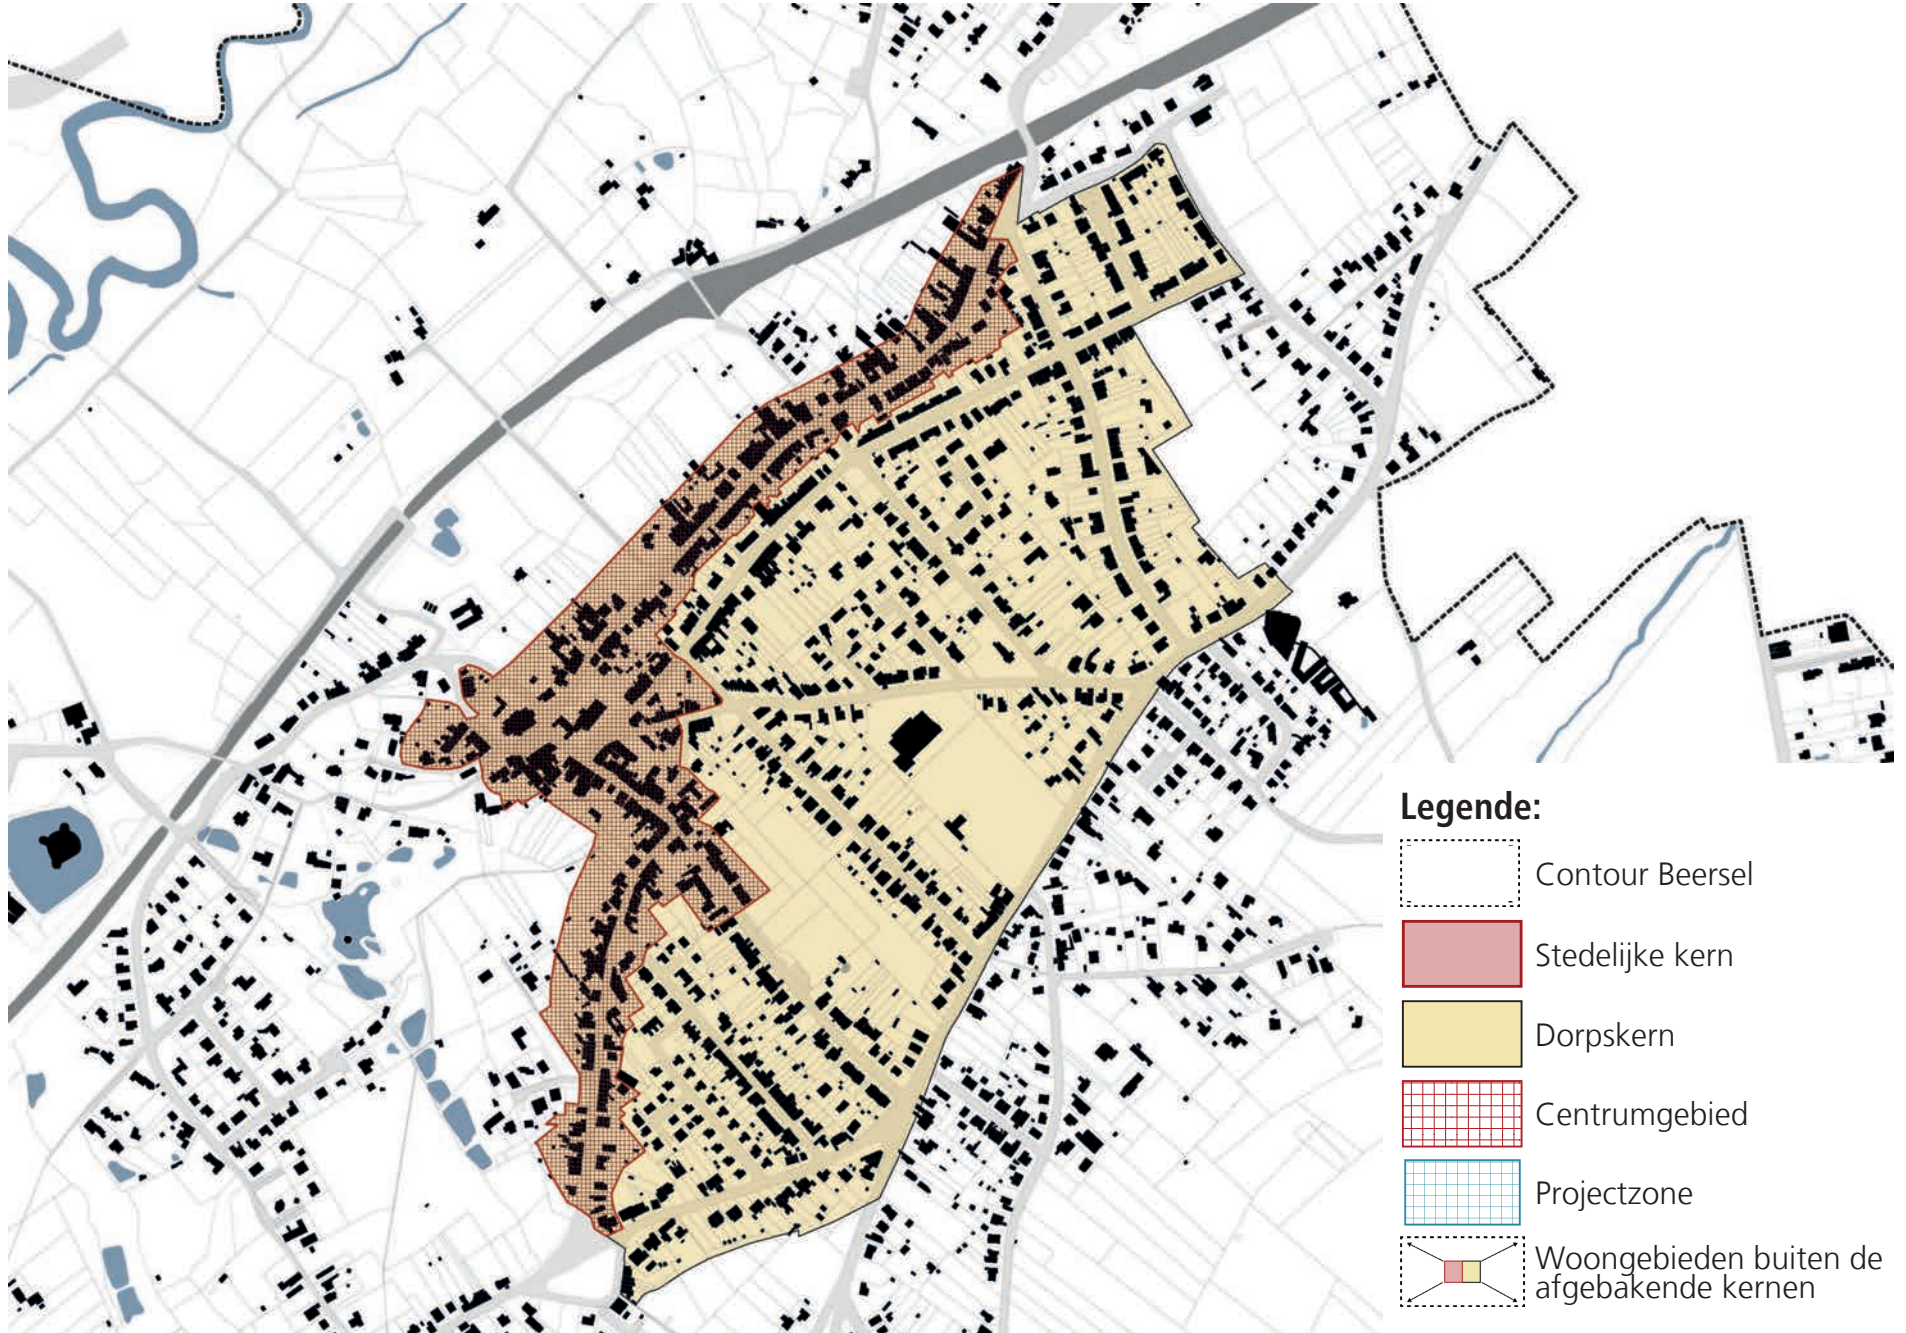 Legende:
Contour Beersel
Stedelijke kern
Dorpskern
Centrumgebied
Projectzone
Woongebieden buiten de
afgebakende kernen